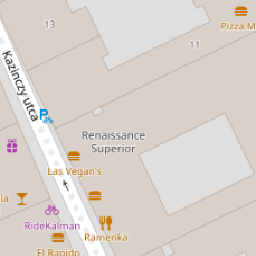 13
Pizza M
11
Kazinczy utca
Renaissance
Superior
Las Vegan's
RideKalman
Ramenka
El Rapido